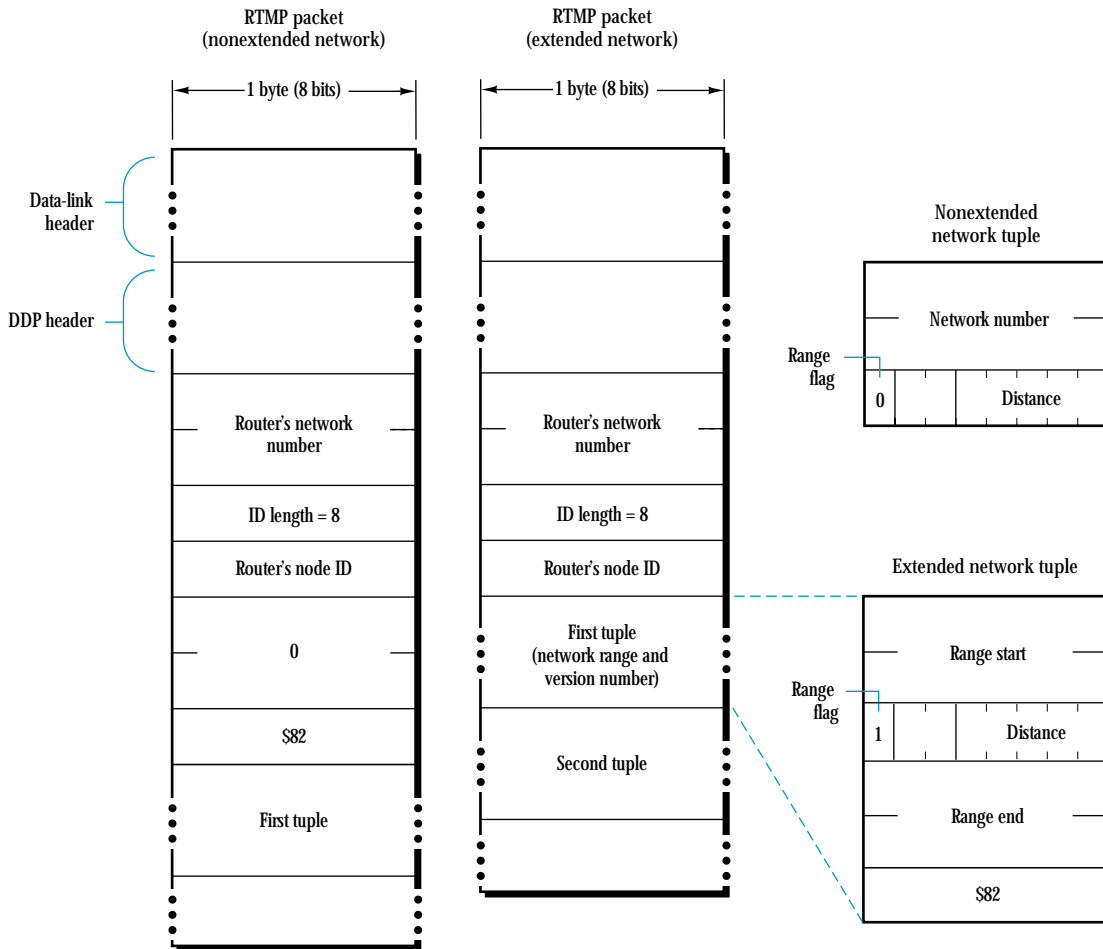 RTMP packet
(nonextended network)
1 byte (8 bits)
Data-link
header
DDP header
Router's network
number
ID length = 8
Router's node ID
0
$82
First tuple
RTMP packet
(extended network)
1 byte (8 bits)
Router's network
number
ID length = 8
Router's node ID
First tuple
(network range and
version number)
Second tuple
Nonextended
network tuple
Network number
Range
flag
0
Distance
Extended network tuple
Range start
Range
flag
1
Distance
Range end
$82